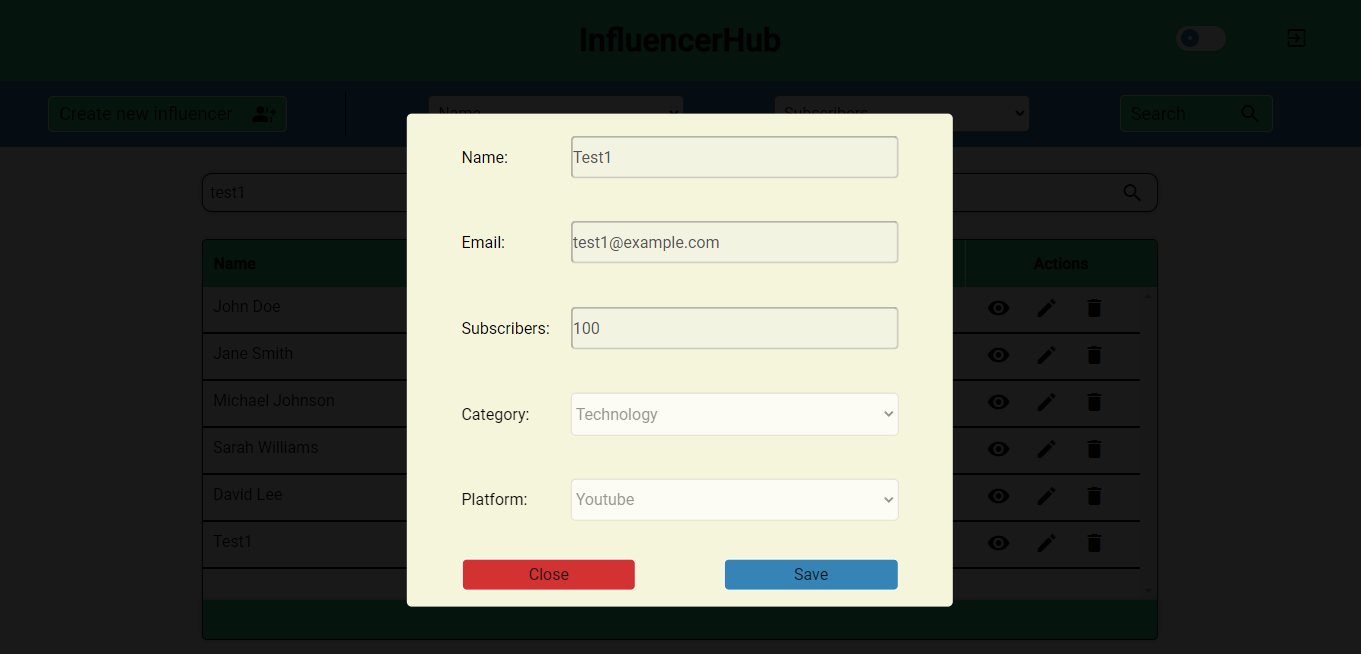 InfluencerHub
Create new influencer
Name
Subscribers
Search
test1
Name
Actions
John Doe
Jane Smith
Michael Johnson
Sarah Williams
David Lee
Test1
Name: Test1
Email: test1@example.com
Subscribers: 100
Category: Technology
Platform: Youtube
Close Save